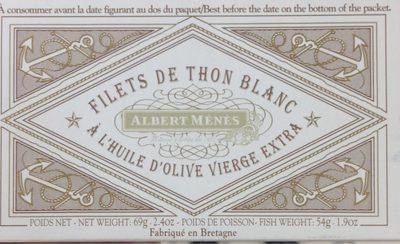 À consommer avant la date figurant au dos du paquet/Best before the date on the bottom of the packet.
FILETS DE THON BLANC
ALBERT MÉNÈS
À L'HUILE D'OLIVE VIERGE EXTRA
POIDS NET - NET WEIGHT: 69g - 2.4oz - POIDS DE POISSON- FISH WEIGHT: 54g - 1.9oz
Fabriqué en Bretagne